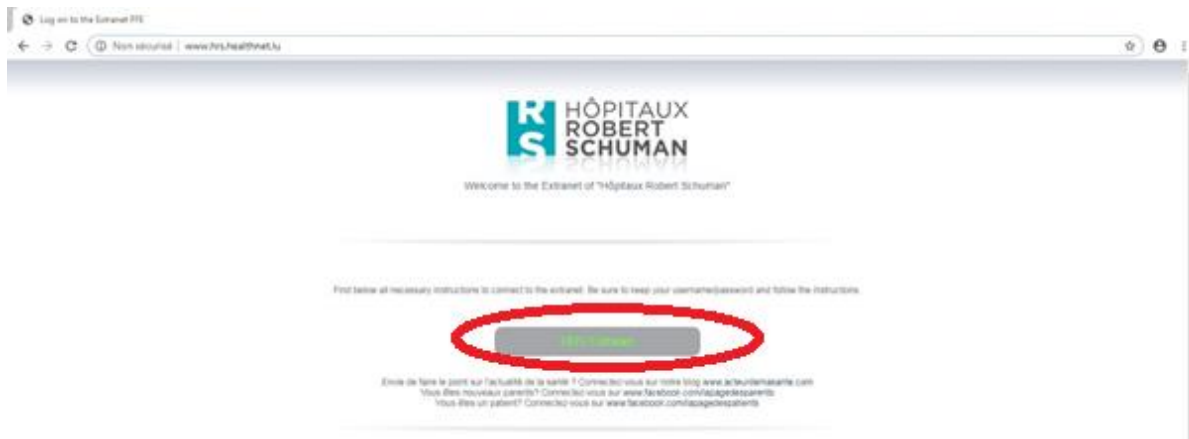 Log on to the Extranet PFE
Non sécurisé | www.hrs.healthnet.lu
RS
HÔPITAUX
ROBERT
SCHUMAN
Welcome to the Extranet of "Hôpitaux Robert Schuman"
Find below all necessary instructions to connect to the extranet. Be sure to keep your username/password and follow the instructions.
Extranet
Envie de faire le point sur l'actualité de la santé ? Connectez-vous sur notre blog www.acteurdemasante.com
Vous êtes nouveaux parents? Connectez-vous sur www.facebook.com/lapagedesparents
Vous êtes un patient? Connectez-vous sur www.facebook.com/lapagedespatients